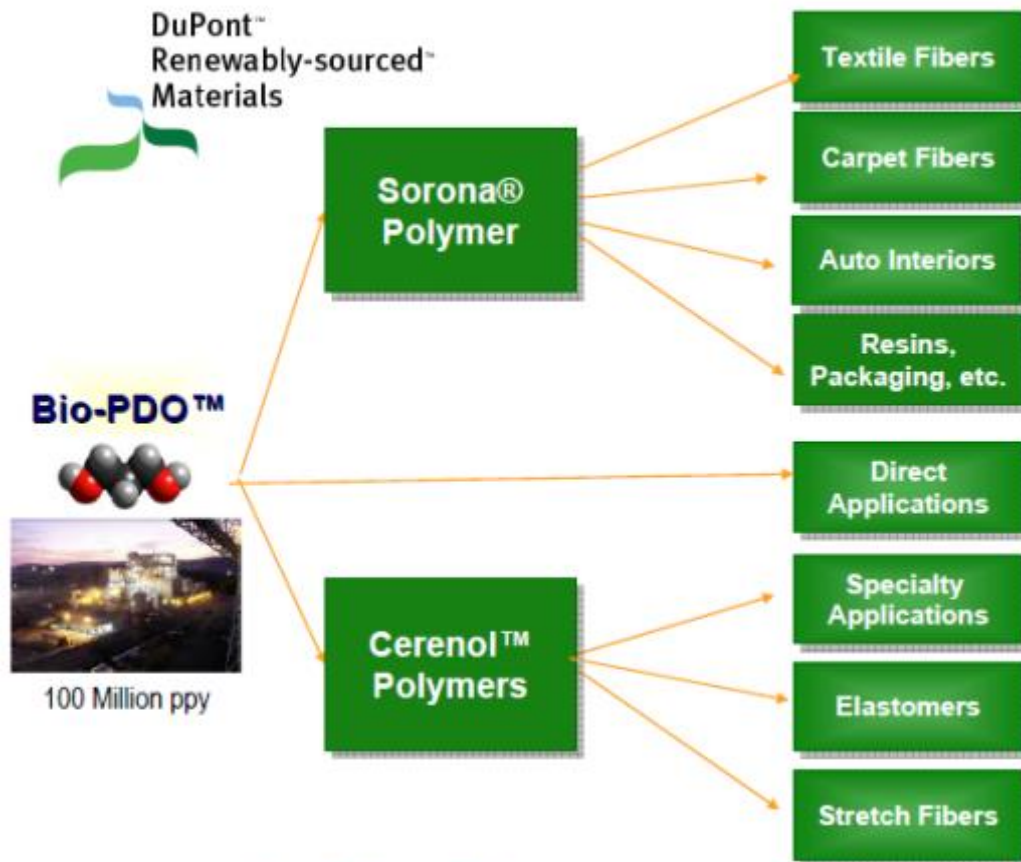 DuPont™
Renewably-sourced™
Materials
Sorona®
Polymer
Textile Fibers
Carpet Fibers
Auto Interiors
Resins,
Packaging, etc.
Bio-PDO™
100 Million ppy
Direct
Applications
Cerenol™
Polymers
Specialty
Applications
Elastomers
Stretch Fibers